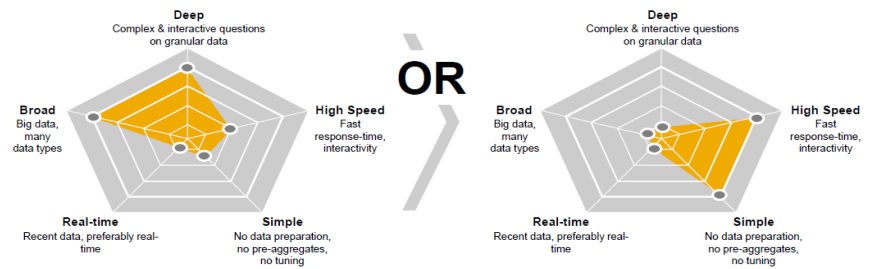 Deep
Complex & interactive questions
on granular data
Broad
Big data,
many
data types
High Speed
Fast
response-time,
interactivity
Real-time
Recent data, preferably real-
time
Simple
No data preparation,
no pre-aggregates,
no tuning
OR
Deep
Complex & interactive questions
on granular data
Broad
Big data,
many
data types
High Speed
Fast
response-time,
interactivity
Real-time
Recent data, preferably real-
time
Simple
No data preparation,
no pre-aggregates,
no tuning